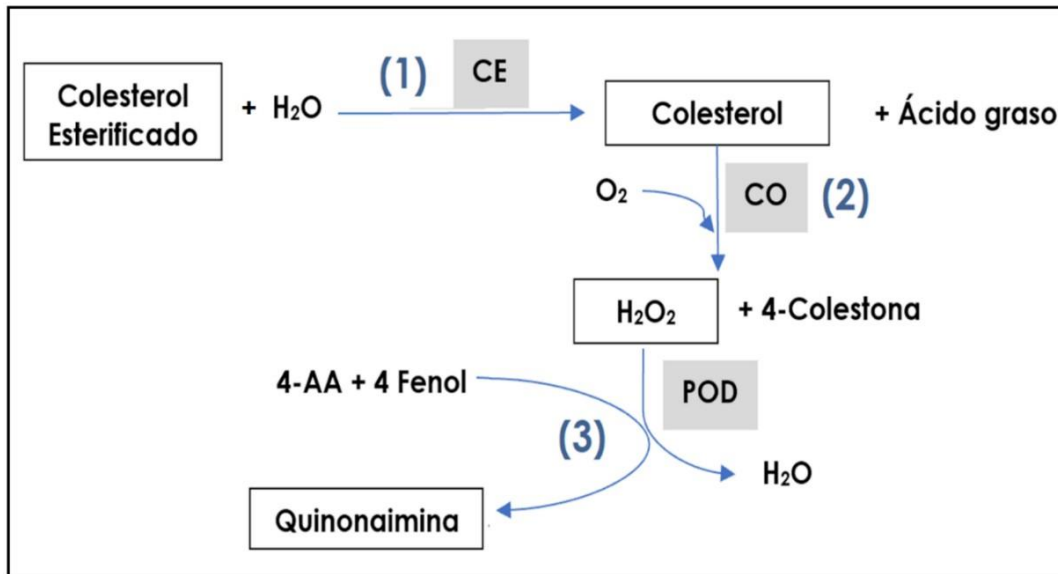 (1)
CE
Colesterol
Esterificado
+ H₂O
Colesterol
+ Ácido graso
O₂
CO
(2)
H₂O₂
+ 4-Colestona
4-AA + 4 Fenol
POD
(3)
H₂O
Quinonaimina